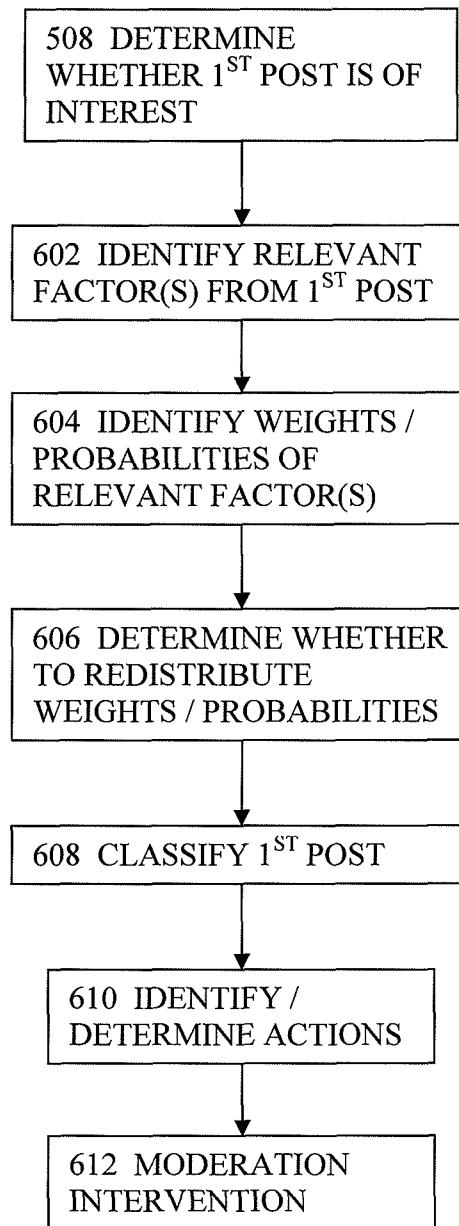 508 DETERMINE
WHETHER 1ST POST IS OF
INTEREST
602 IDENTIFY RELEVANT
FACTOR(S) FROM 1ST POST
604 IDENTIFY WEIGHTS /
PROBABILITIES OF
RELEVANT FACTOR(S)
606 DETERMINE WHETHER
TO REDISTRIBUTE
WEIGHTS / PROBABILITIES
608 CLASSIFY 1ST POST
610 IDENTIFY /
DETERMINE ACTIONS
612 MODERATION
INTERVENTION